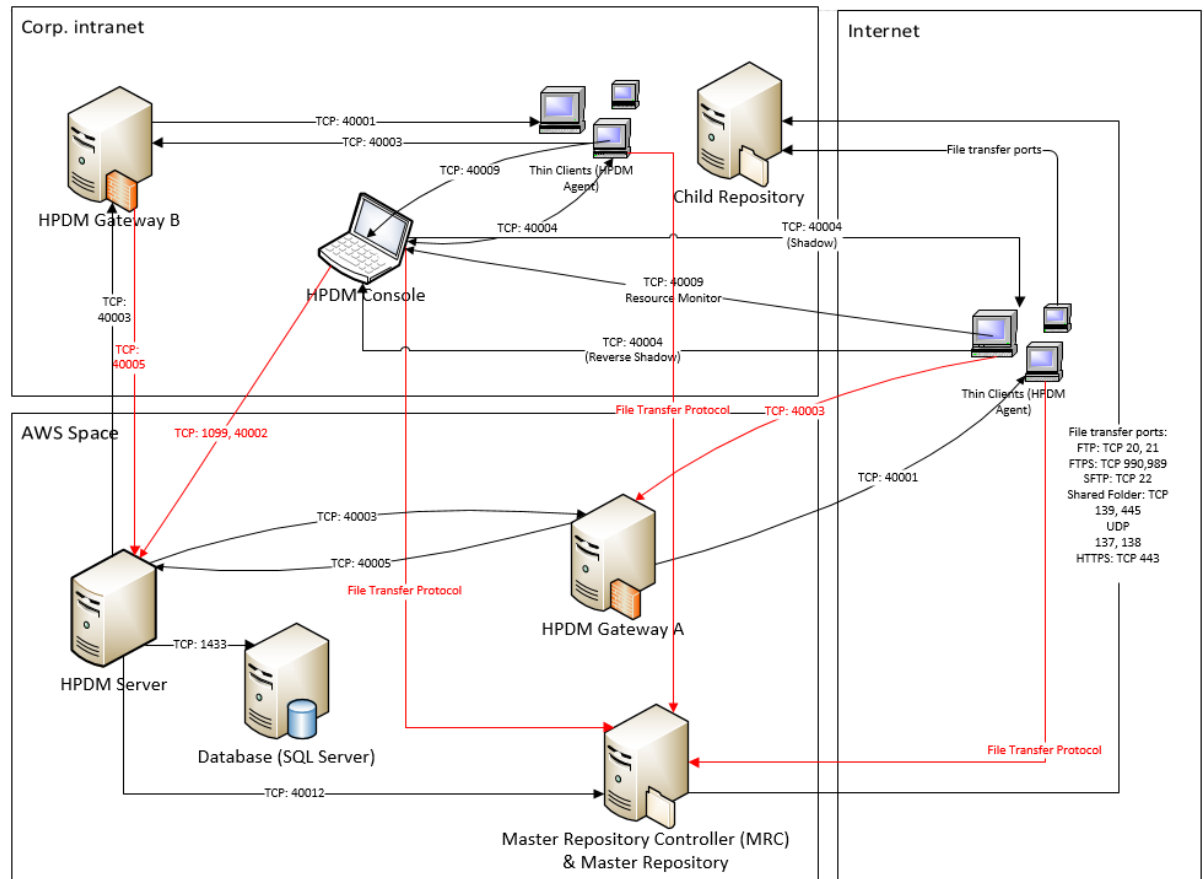 Corp. intranet
Internet
TCP: 40001
TCP: 40003
File transfer ports
TCP: 40009
Thin Clients (HPDM
Agent)
Child Repository
HPDM Gateway B
TCP: 40004
TCP: 40004
(Shadow)
TCP: 40009
Resource Monitor
HPDM Console
TCP:
40003
TCP:
40005
TCP: 40004
(Reverse Shadow)
Thin Clients (HPDM
Agent)
AWS Space
TCP: 1099, 40002
File Transfer Protocol
TCP: 40003
File transfer ports:
FTP: TCP 20, 21
FTPS: TCP 990,989
SFTP: TCP 22
Shared Folder: TCP
139, 445
UDP
137, 138
HTTPS: TCP 443
TCP: 40001
TCP: 40003
TCP: 40005
File Transfer Protocol
HPDM Gateway A
TCP: 1433
HPDM Server
Database (SQL Server)
File Transfer Protocol
TCP: 40012
Master Repository Controller (MRC)
& Master Repository